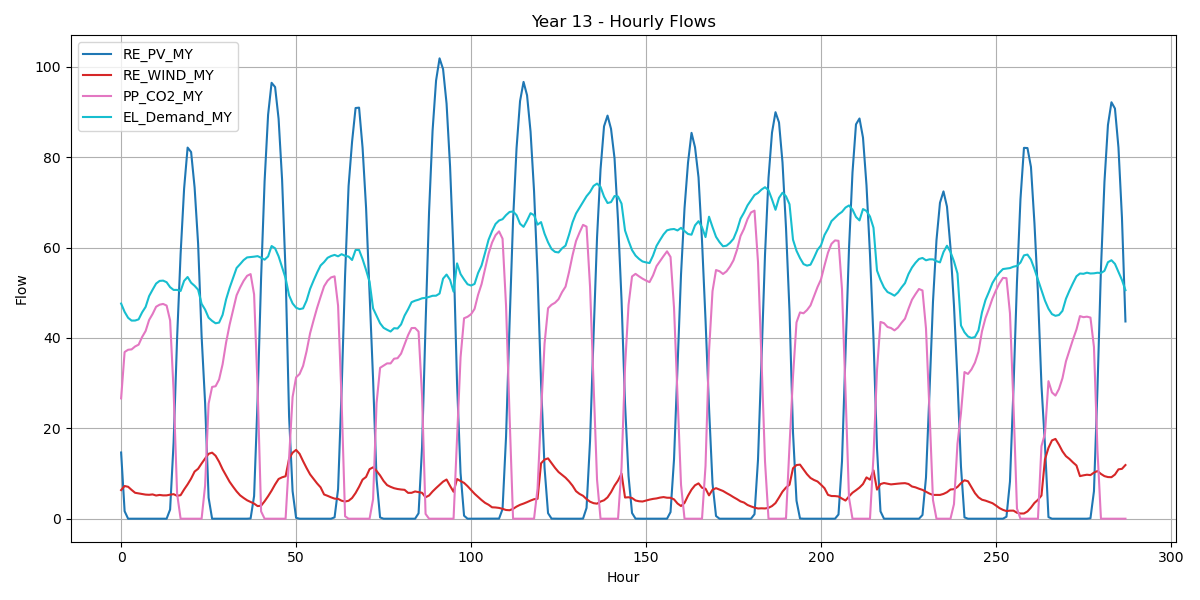 Year 13 - Hourly Flows
RE_PV_MY
RE_WIND_MY
PP_CO2_MY
EL_Demand_MY
Flow
100
80
60
40
20
0
0 50 100 150 200 250 300
Hour